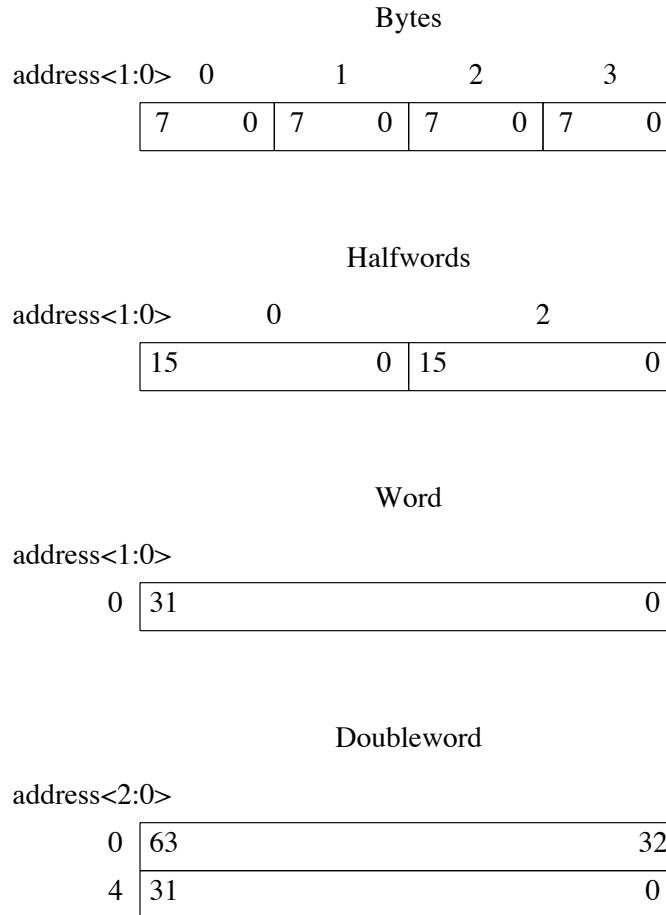 Bytes
address<1:0> 0 1 2 3
7 0 7 0 7 0 7 0
Halfwords
address<1:0> 0 2
15 0 15 0
Word
address<1:0>
0 31 0
Doubleword
address<2:0>
0 63 32
4 31 0